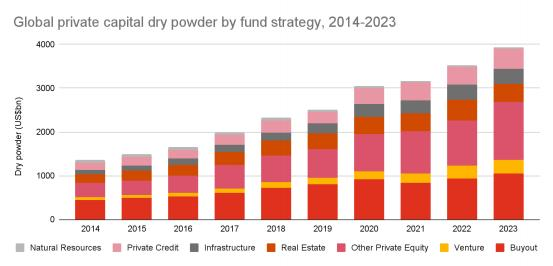 Global private capital dry powder by fund strategy, 2014-2023
Dry powder (US$bn)
4000
3000
2000
1000
0
2014 2015 2016 2017 2018 2019 2020 2021 2022 2023
Natural Resources Private Credit Infrastructure Real Estate Other Private Equity Venture Buyout